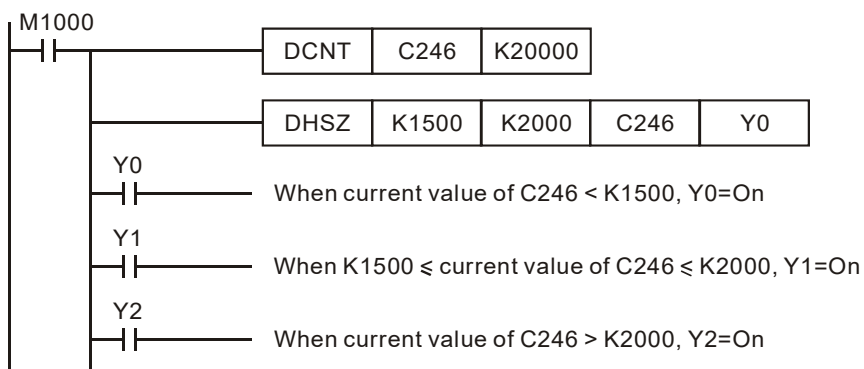 M1000
DCNT C246 K20000
DHSZ K1500 K2000 C246 Y0
Y0
When current value of C246 < K1500, Y0=On
Y1
When K1500 ⩽ current value of C246 ⩽ K2000, Y1=On
Y2
When current value of C246 > K2000, Y2=On